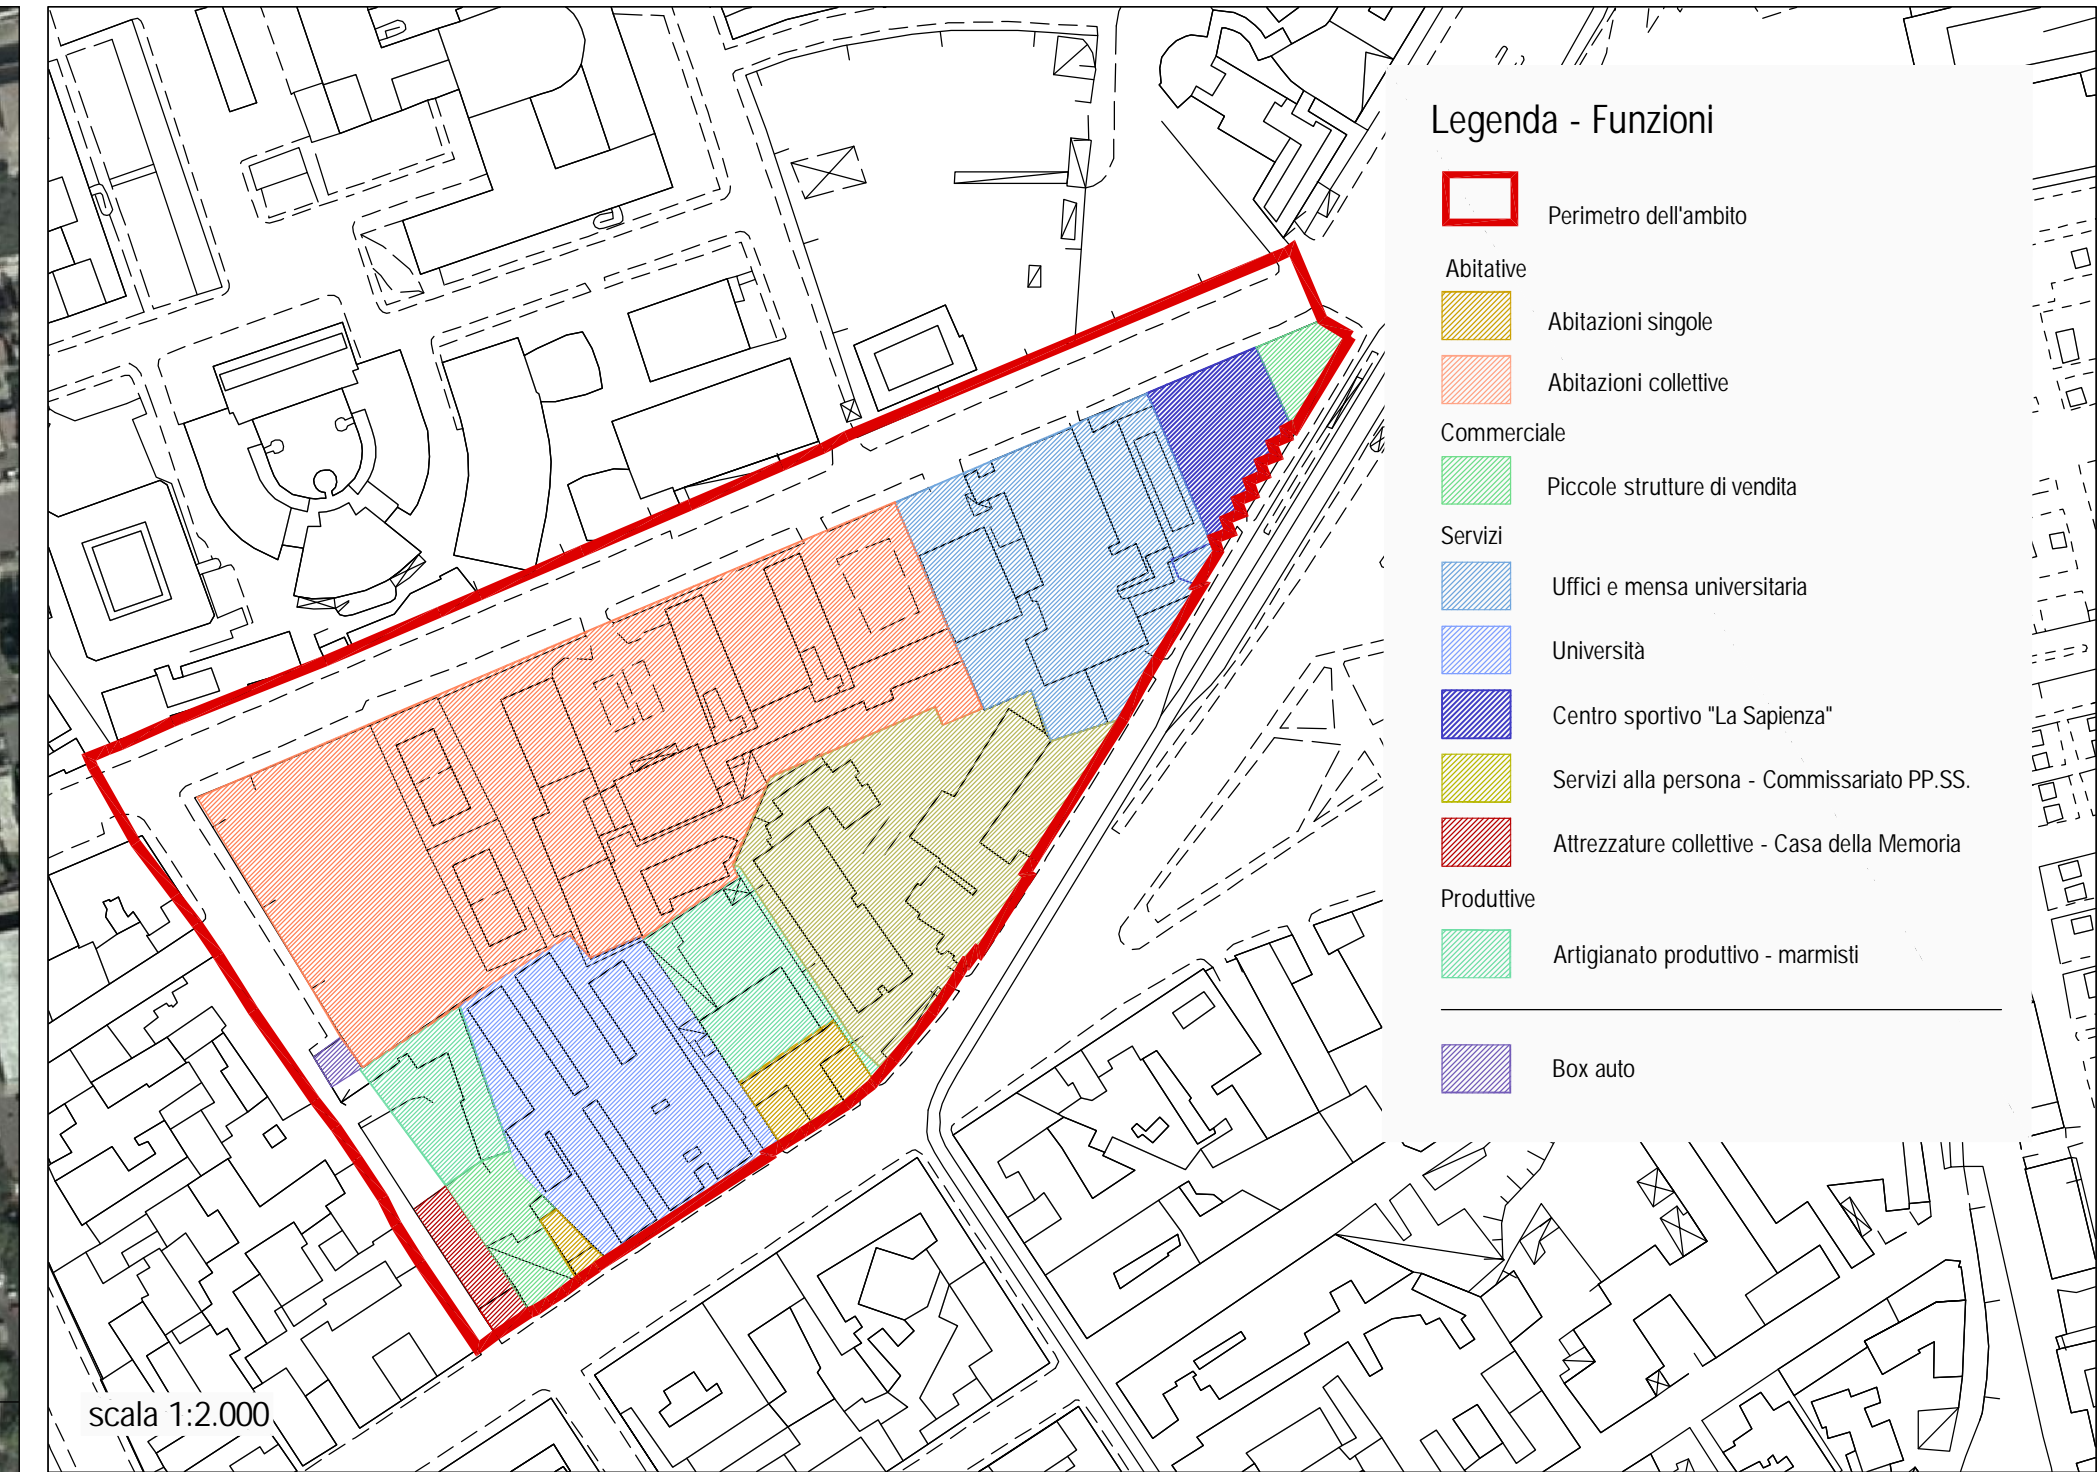 Legenda - Funzioni
Perimetro dell'ambito
Abitative
Abitazioni singole
Abitazioni collettive
Commerciale
Piccole strutture di vendita
Servizi
Uffici e mensa universitaria
Università
Centro sportivo "La Sapienza"
Servizi alla persona - Commissariato PP.SS.
Attrezzature collettive - Casa della Memoria
Produttive
Artigianato produttivo - marmisti
Box auto
scala 1:2.000